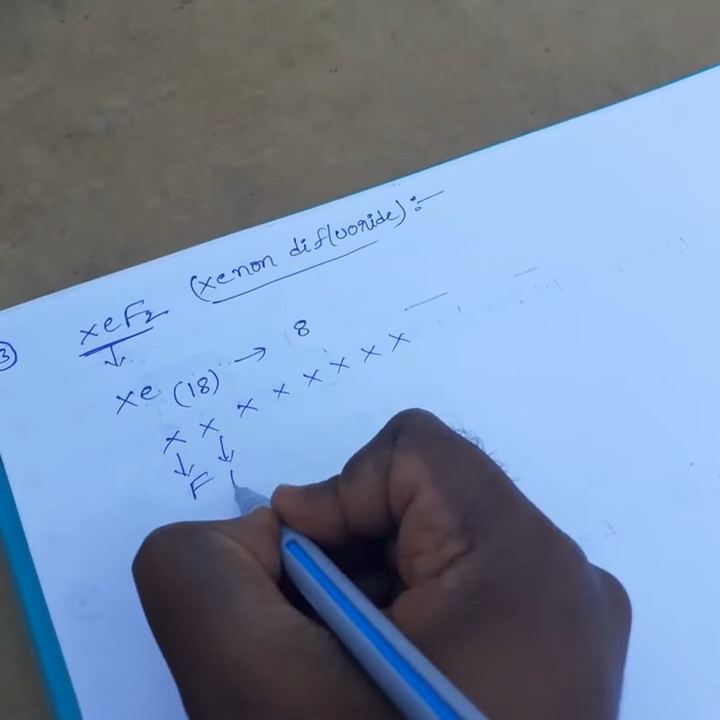 3 xeF2 (xenon difluoride) :-
xe (18) → 8
x x x x x x x x
F